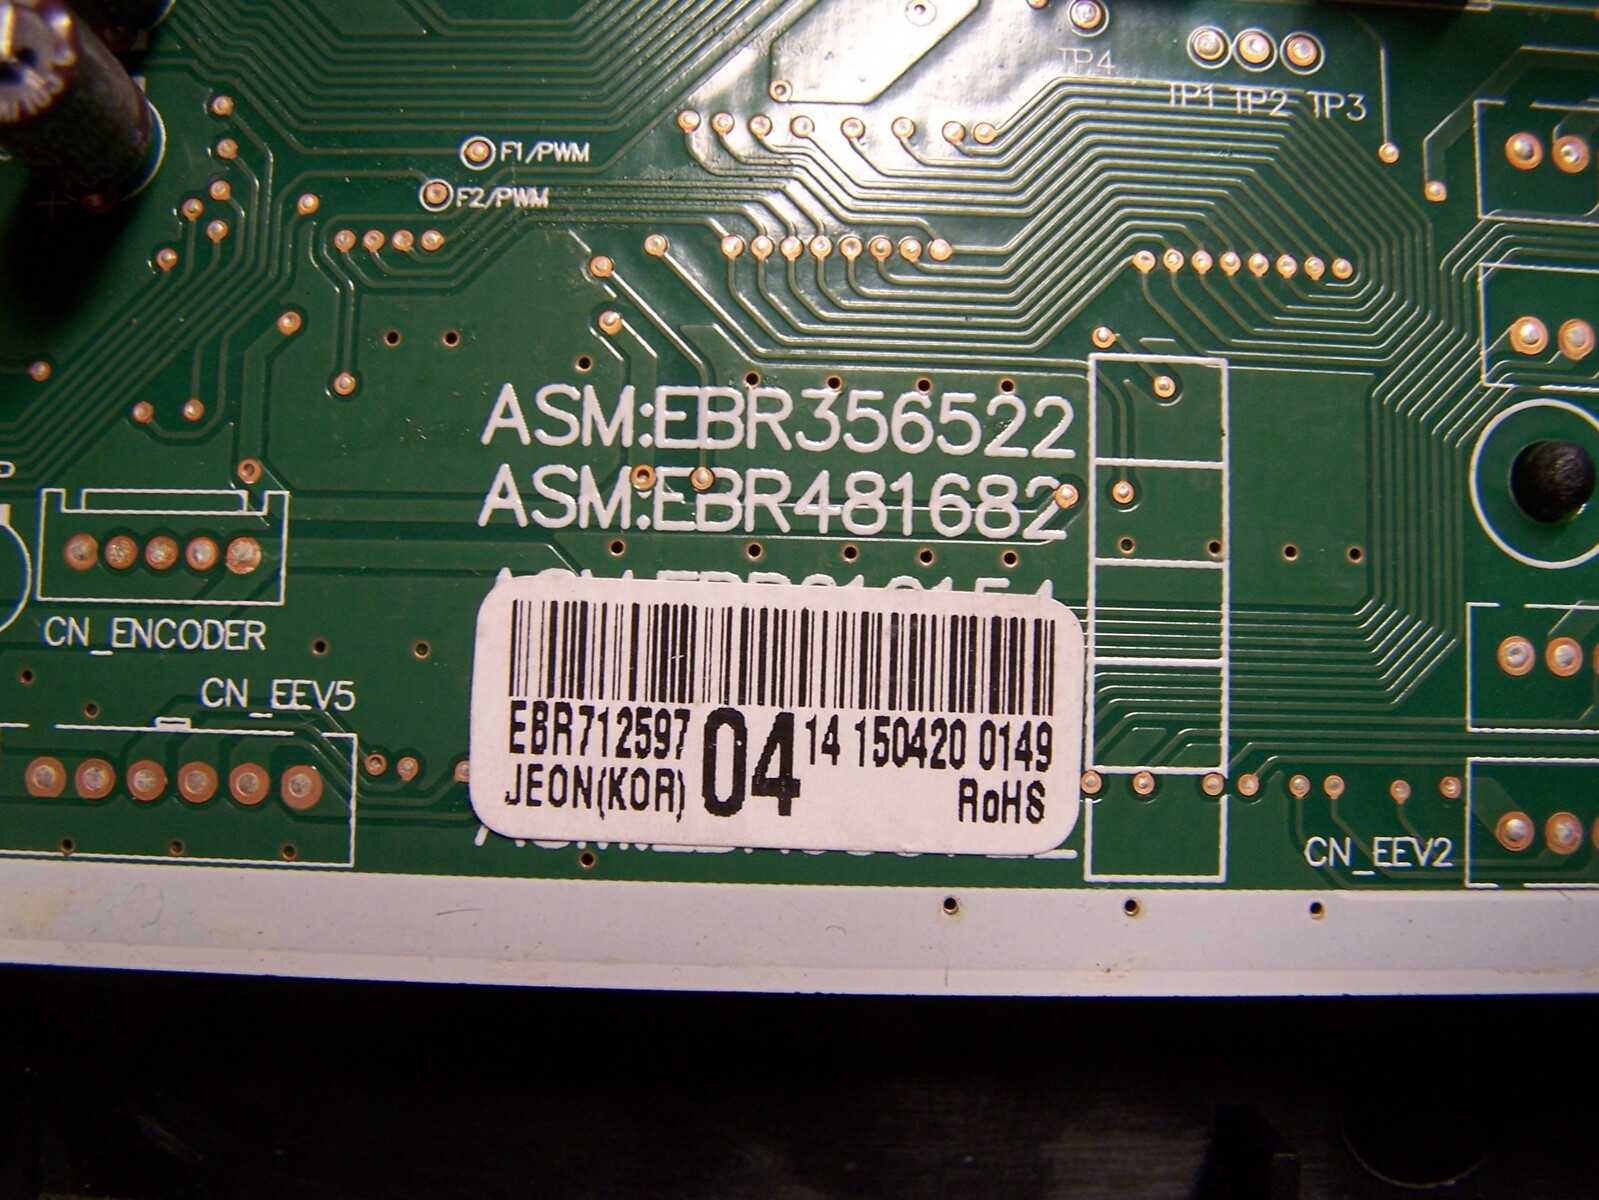 TP4
TP1 TP2 TP3
F1/PWM
F2/PWM
ASM:EBR356522
ASM:EBR481682
CN_ENCODER
CN_EEV5
EBR712597 04 14 150420 0149
JEON(KOR) RoHS
CN_EEV2